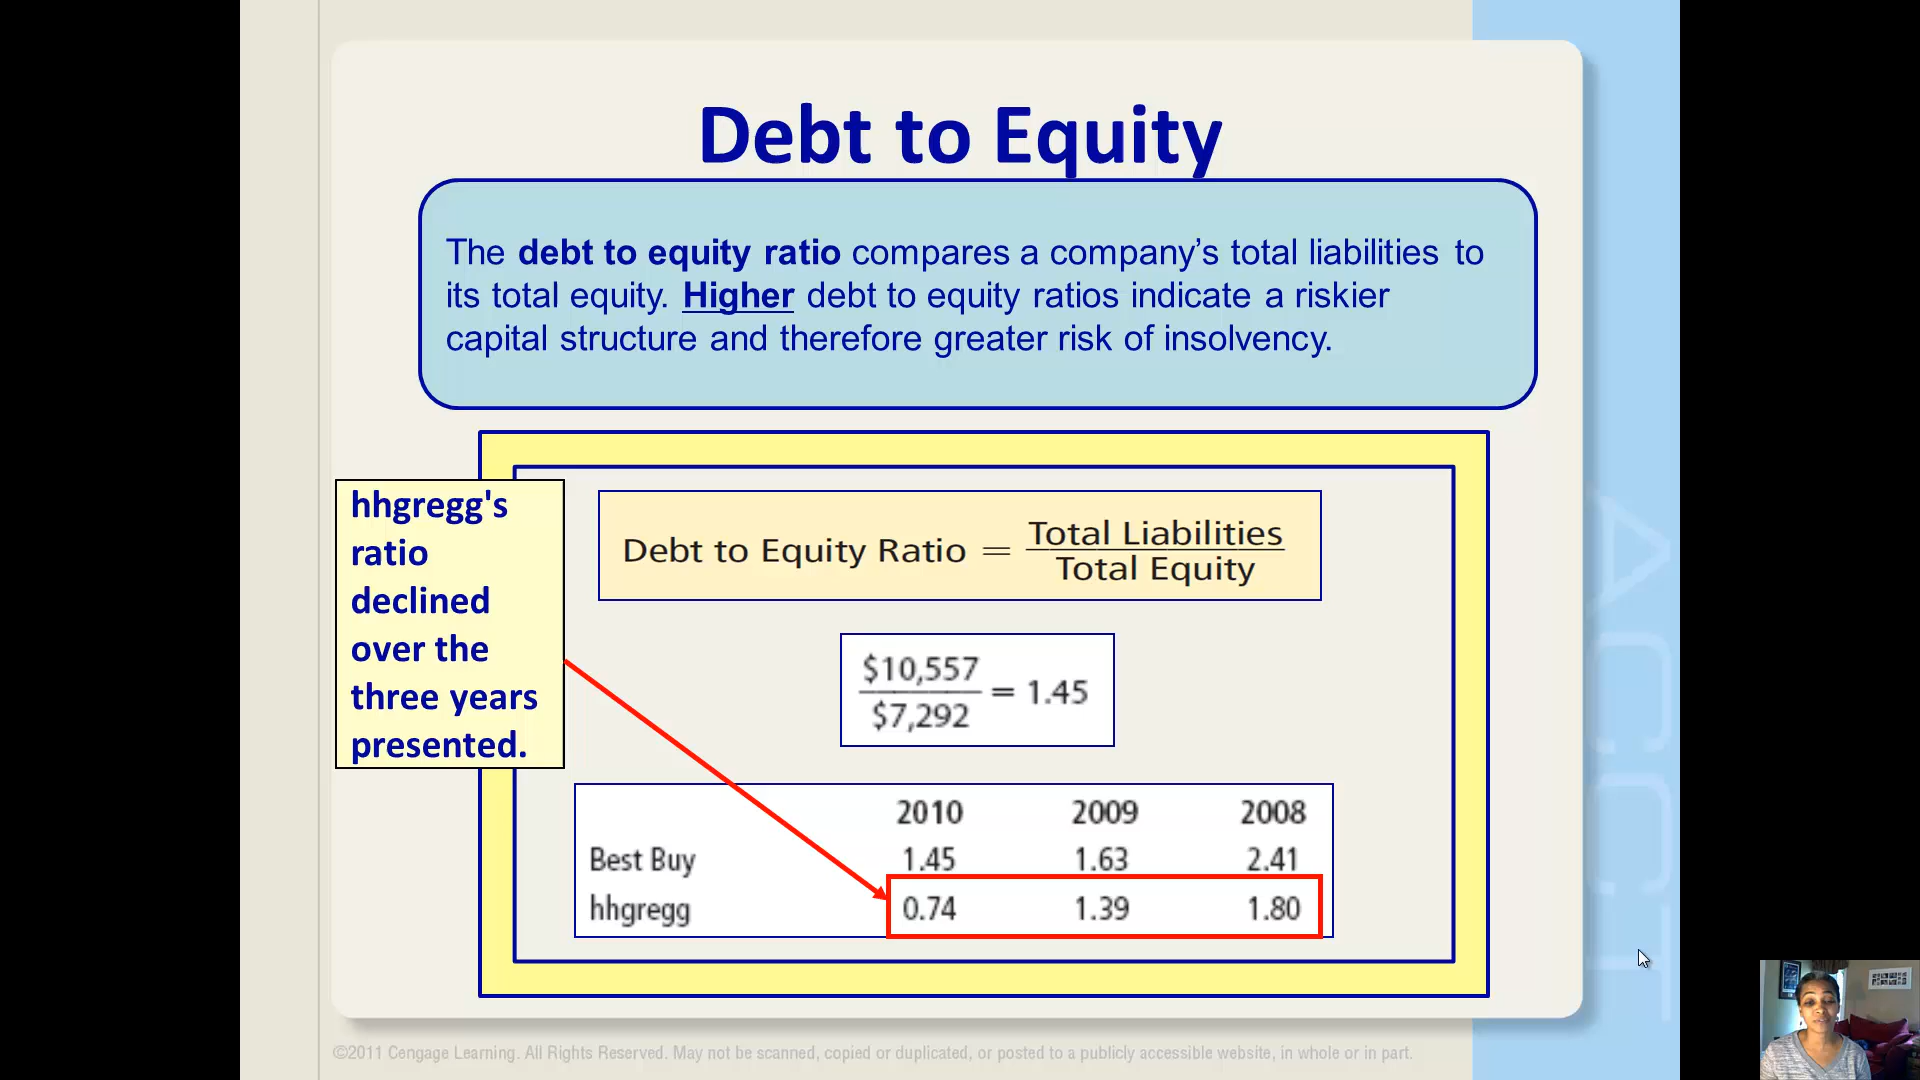 Debt to Equity
The debt to equity ratio compares a company’s total liabilities to
its total equity. Higher debt to equity ratios indicate a riskier
capital structure and therefore greater risk of insolvency.
hhgregg's
ratio
declined
over the
three years
presented.
Debt to Equity Ratio = Total Liabilities
Total Equity
$10,557
$7,292
= 1.45
2010 2009 2008
Best Buy 1.45 1.63 2.41
hhgregg 0.74 1.39 1.80
ACCT
©2011 Cengage Learning. All Rights Reserved. May not be scanned, copied or duplicated, or posted to a publicly accessible website, in whole or in part.